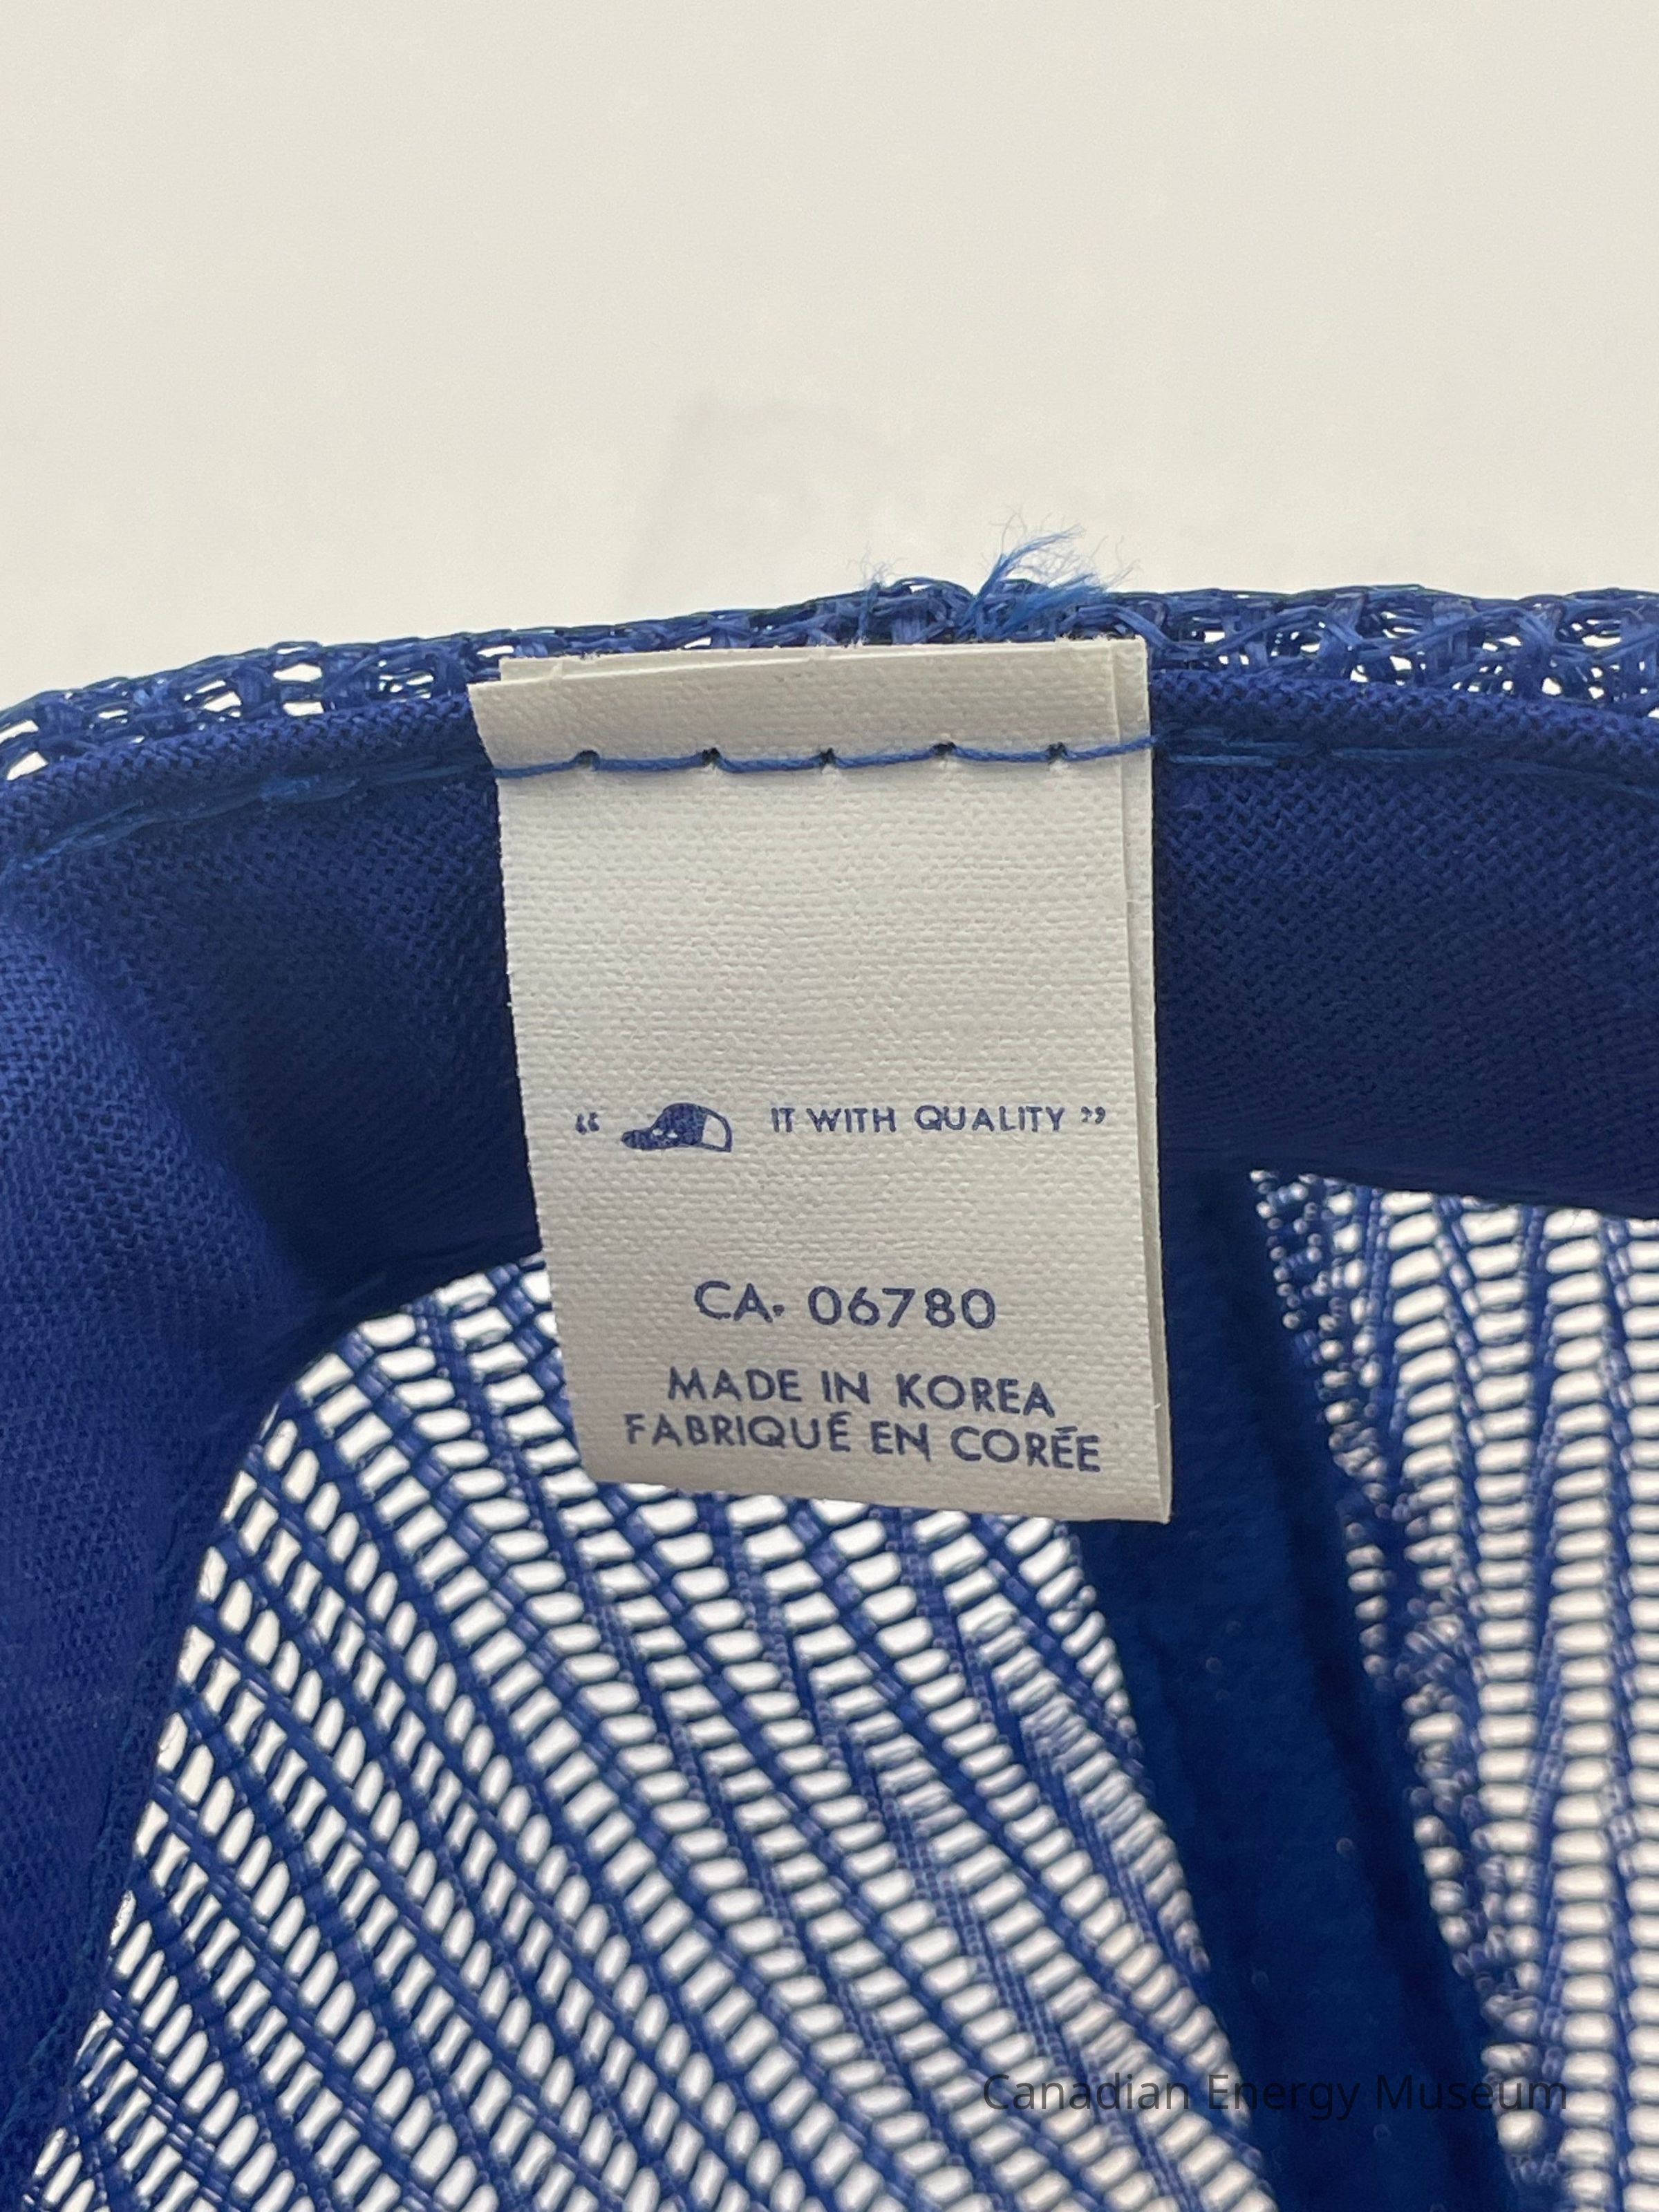 “ IT WITH QUALITY ”
CA. 06780
MADE IN KOREA
FABRIQUÉ EN CORÉE
Canadian Energy Museum